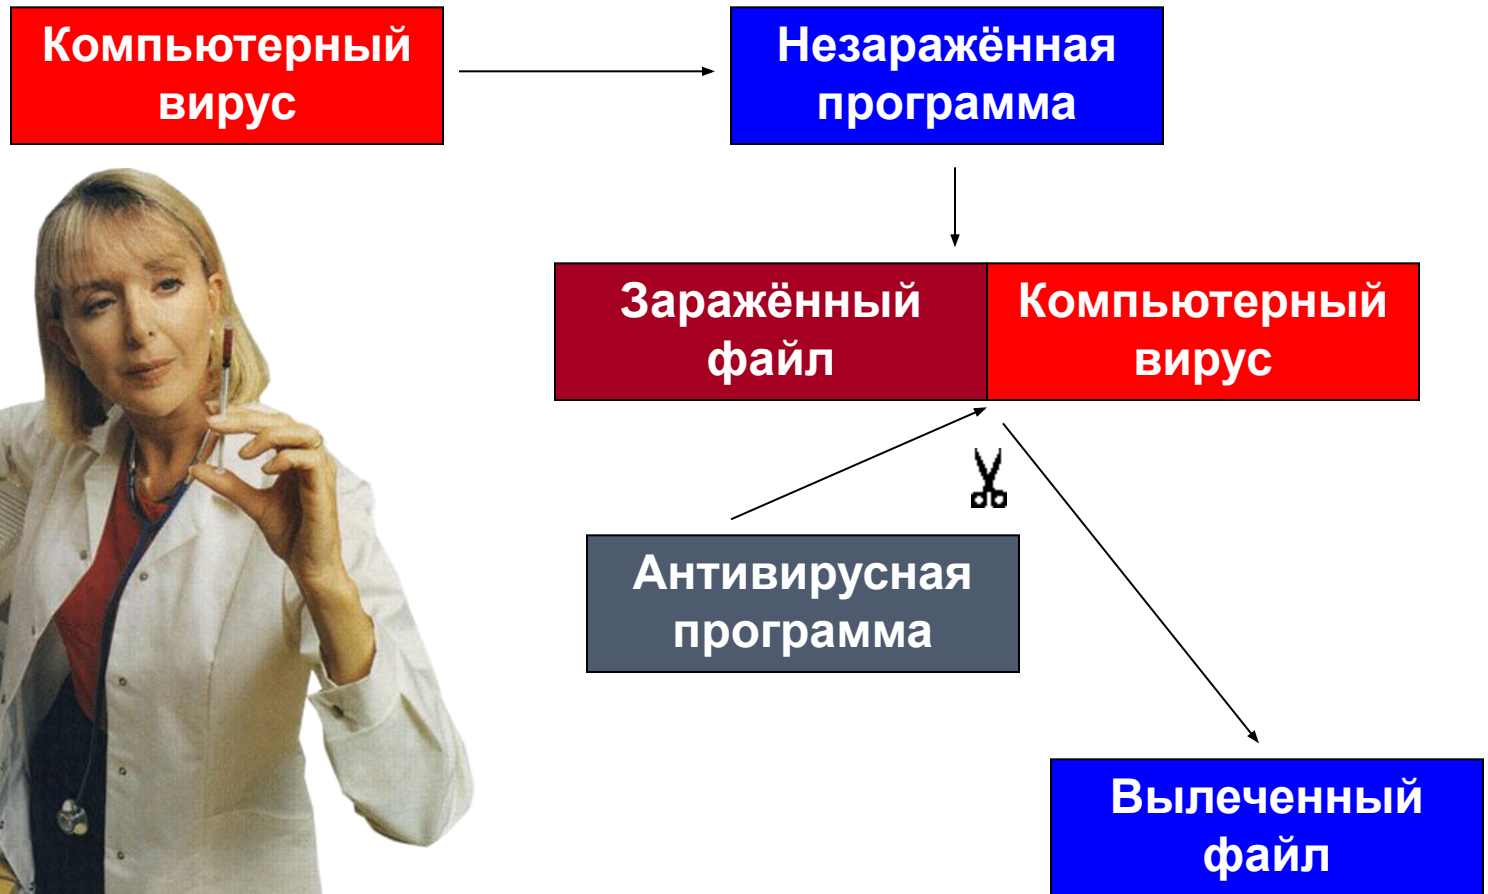 Компьютерный
вирус
Незаражённая
программа
Заражённый
файл
Компьютерный
вирус
Антивирусная
программа
Вылеченный
файл